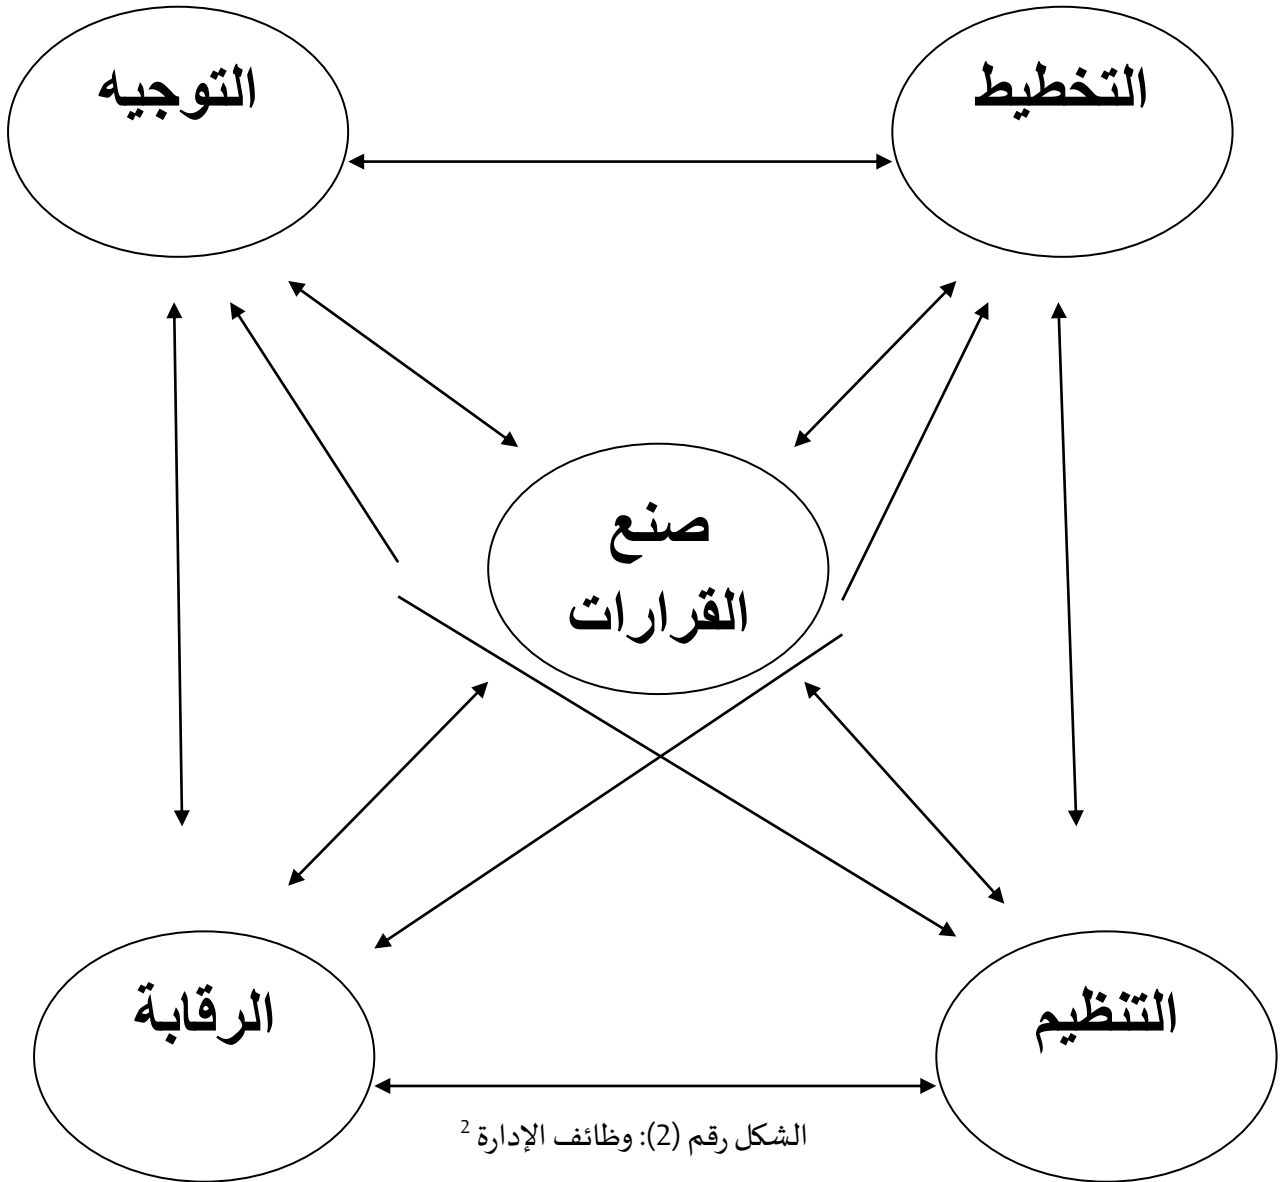 التخطيط
التوجيه
صنع
القرارات
التنظيم
الرقابة
الشكل رقم (2): وظائف الإدارة ²